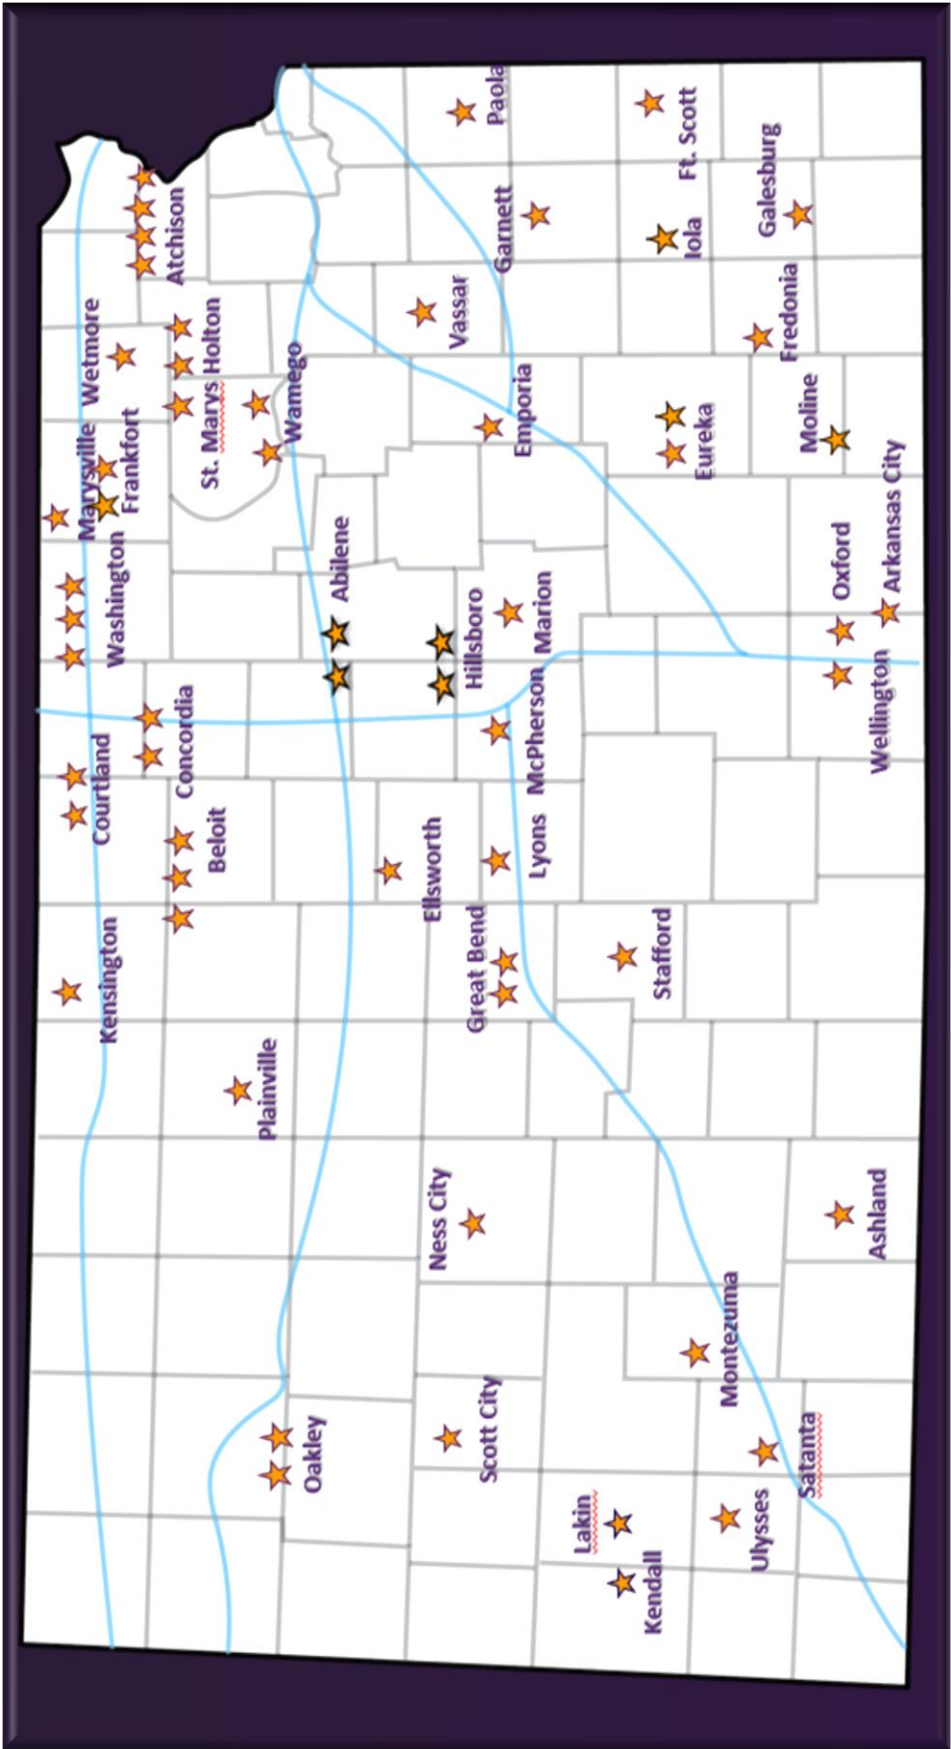 Marysville
Wetmore
Kensington
Courtland
Washington
Frankfort
Atchison
Concordia
Beloit
St. Marys
Holton
Plainville
Wamego
Oakley
Abilene
Ellsworth
Vassar
Ness City
Great Bend
Hillsboro
Scott City
Garnett
Paola
Lyons
McPherson
Marion
Emporia
Lakin
Kendall
Stafford
Iola
Ft. Scott
Eureka
Montezuma
Ulysses
Galesburg
Fredonia
Satanta
Moline
Oxford
Ashland
Wellington
Arkansas City